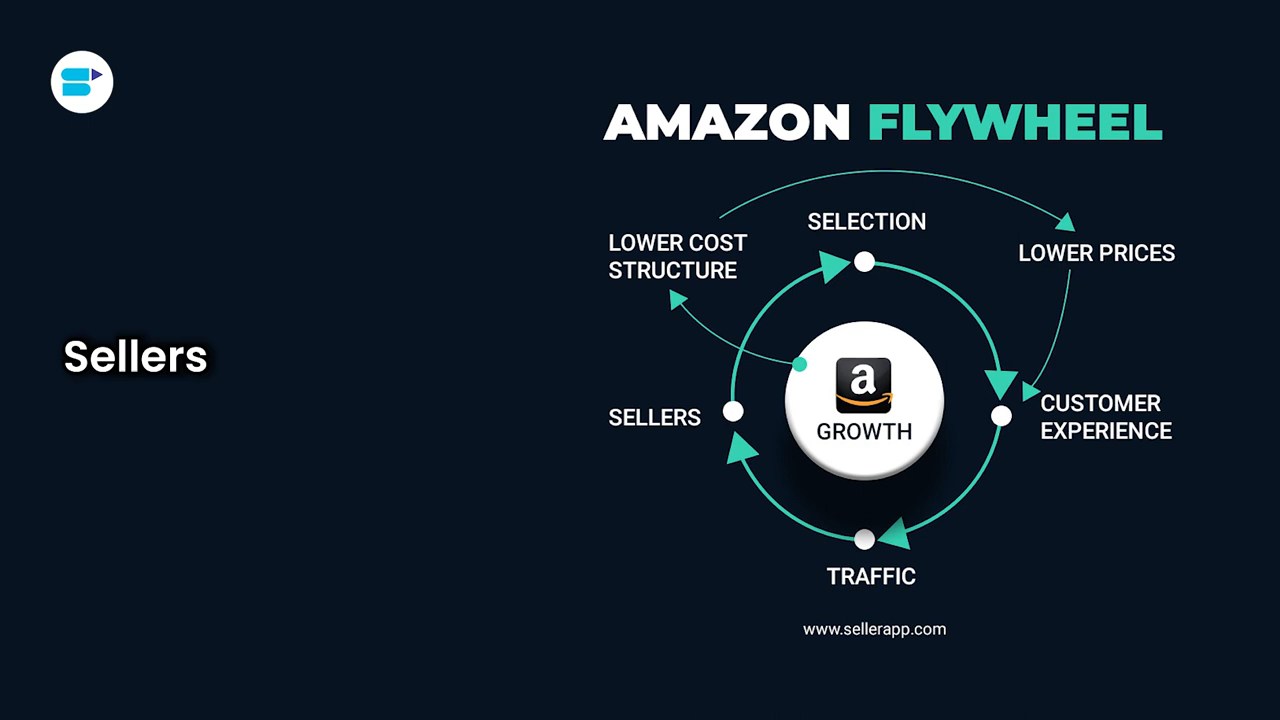 AMAZON FLYWHEEL
SELECTION
LOWER COST
STRUCTURE
LOWER PRICES
Sellers
SELLERS
a
GROWTH
CUSTOMER
EXPERIENCE
TRAFFIC
www.sellerapp.com